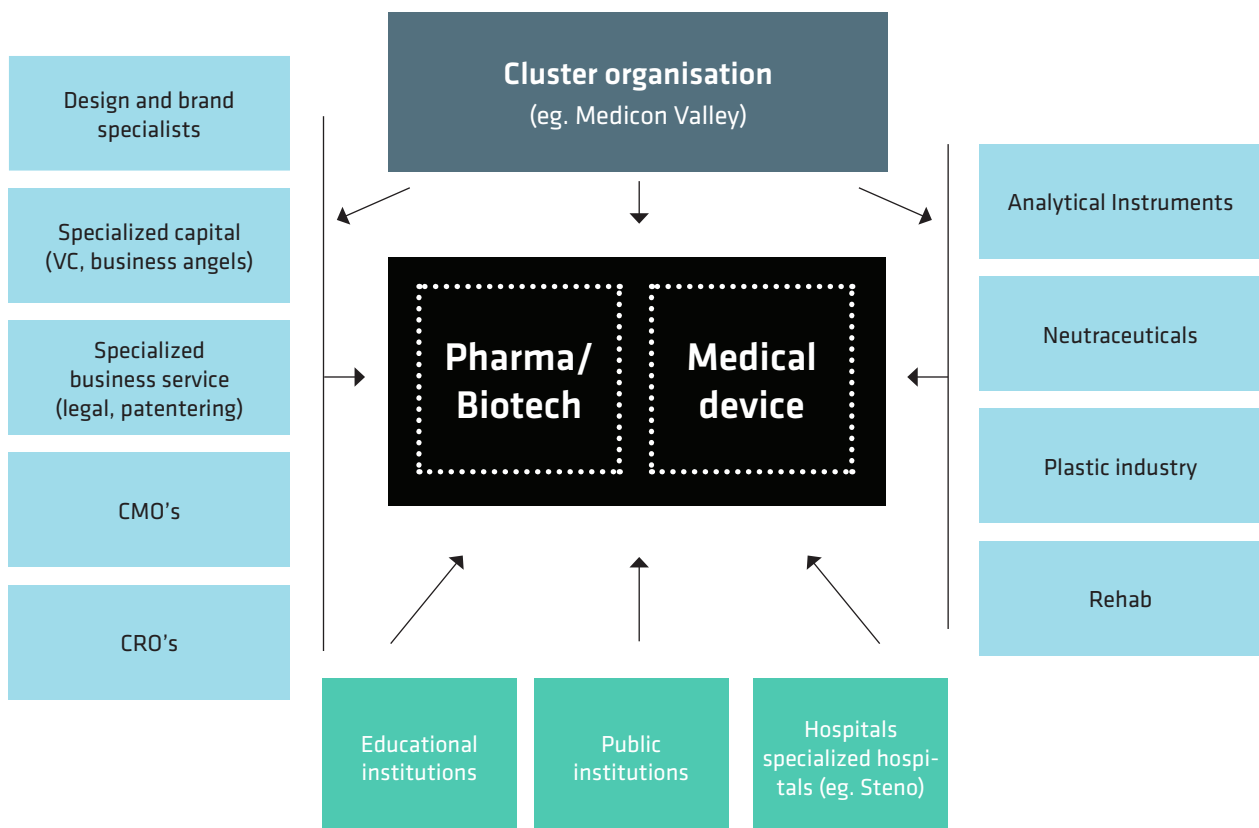 Cluster organisation
(eg. Medicon Valley)
Design and brand
specialists
Specialized capital
(VC, business angels)
Specialized
business service
(legal, patentering)
CMO's
CRO's
Pharma/
Biotech
Medical
device
Analytical Instruments
Neutraceuticals
Plastic industry
Rehab
Educational
institutions
Public
institutions
Hospitals
specialized hospi-
tals (eg. Steno)